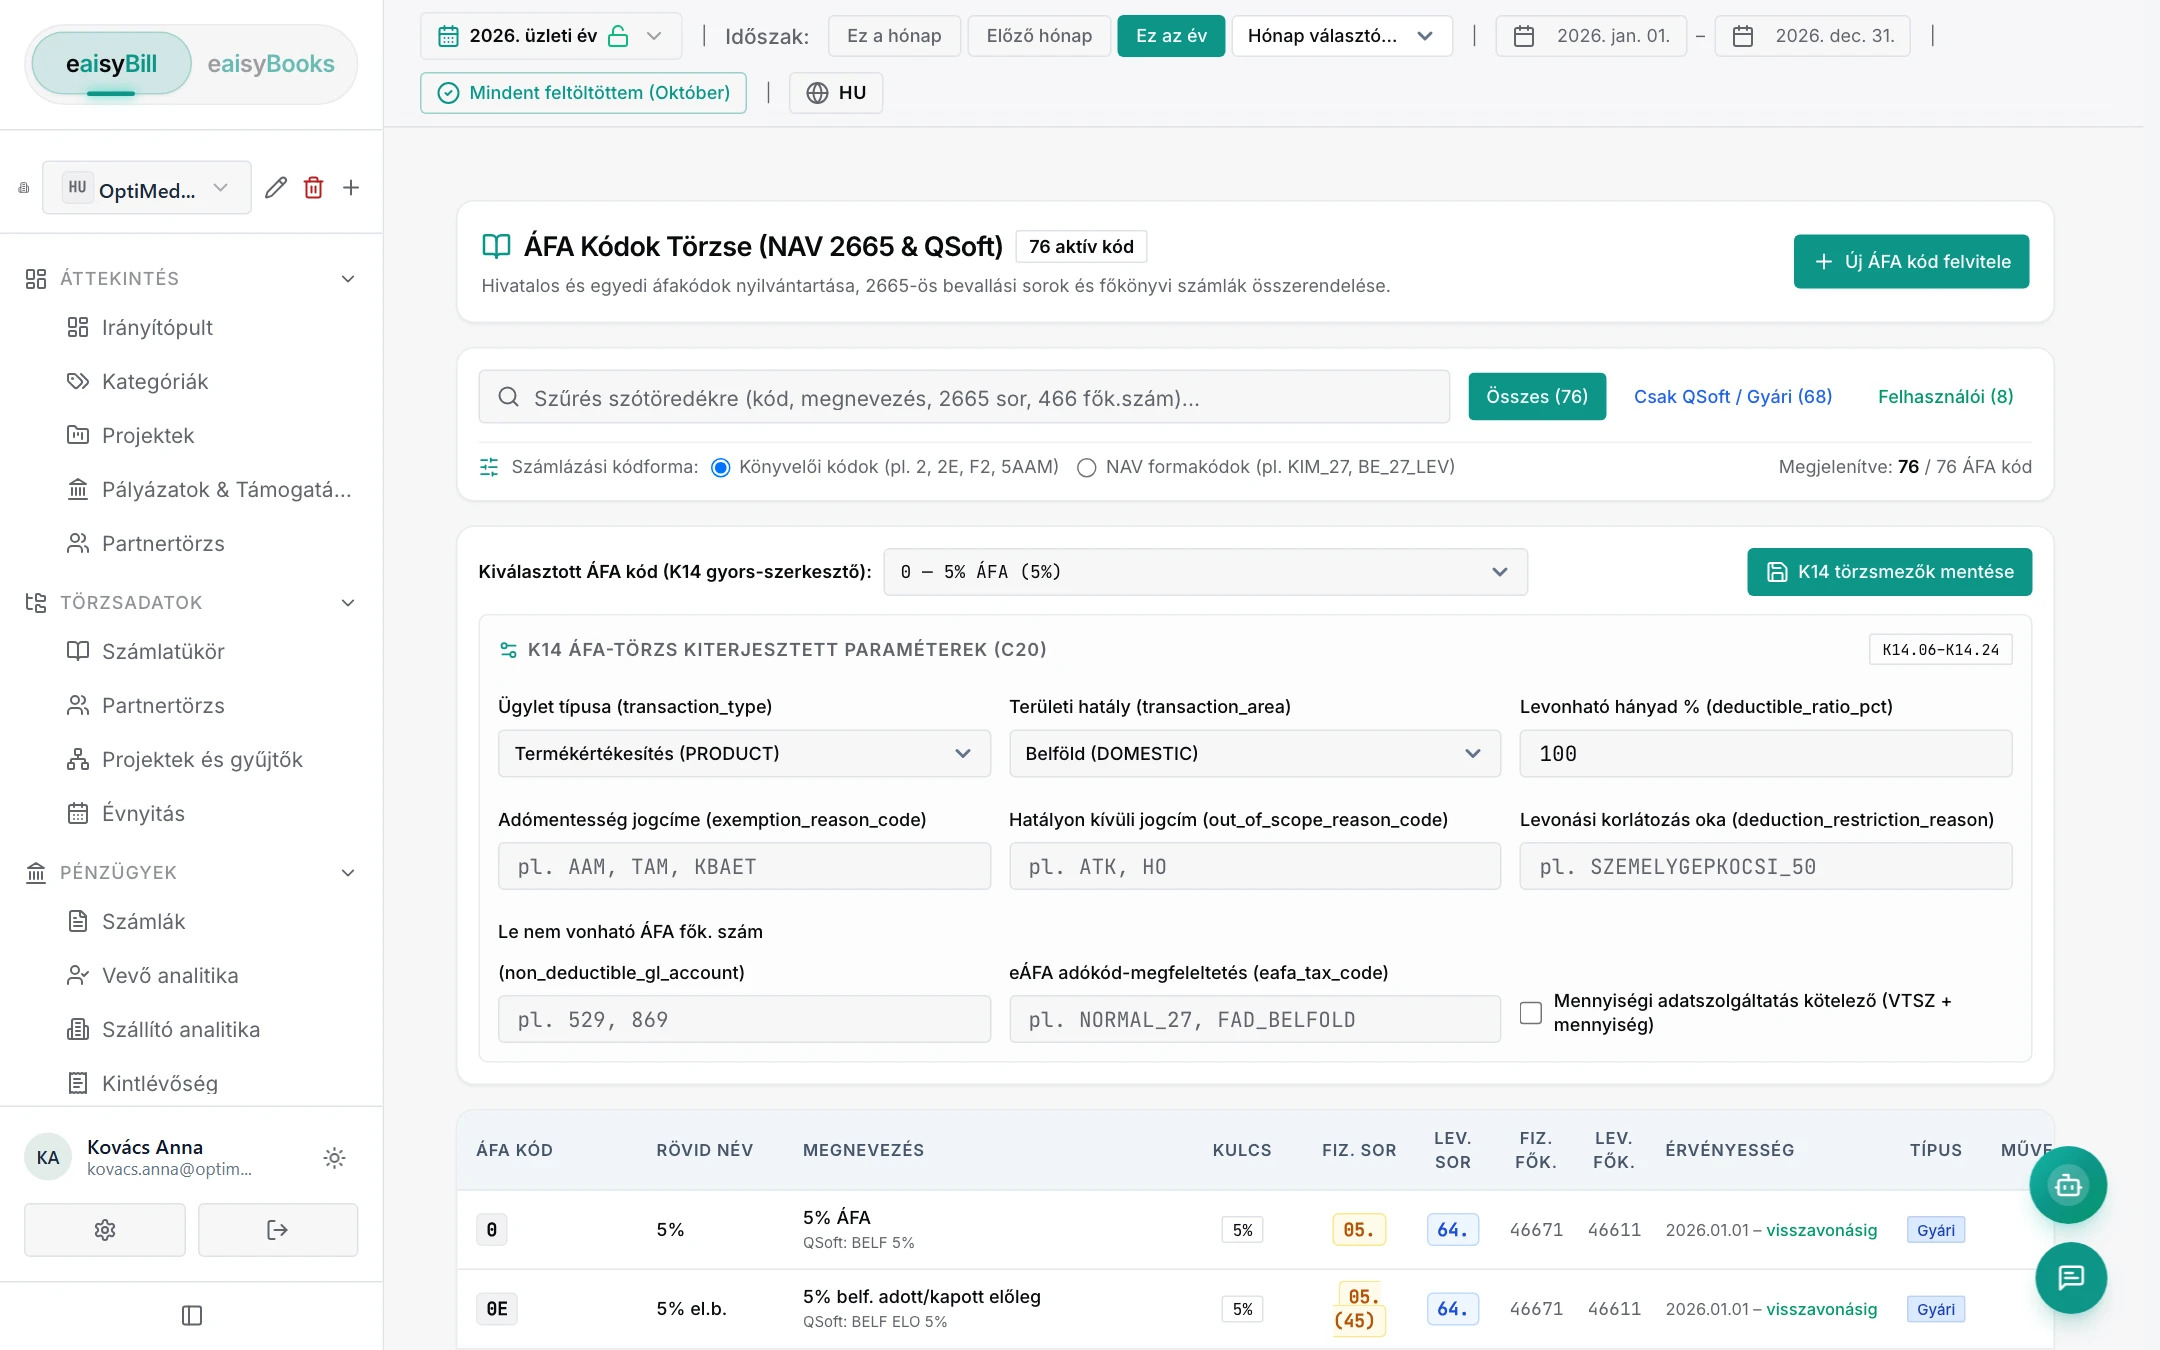 eaisyBill eaisyBooks
HU OptiMed...
ÁTTEKINTÉS
Irányítópult
Kategóriák
Projektek
Pályázatok & Támogatá...
Partnertörzs
TÖRZSADATOK
Számlatükör
Partnertörzs
Projektek és gyűjtők
Évnyitás
PÉNZÜGYEK
Számlák
Vevő analitika
Szállító analitika
Kintlévőség
KA Kovács Anna
kovacs.anna@optim...
2026. üzleti év | Időszak: Ez a hónap Előző hónap Ez az év Hónap választó... | 2026. jan. 01. – 2026. dec. 31. |
Mindent feltöltöttem (Október) | HU
ÁFA Kódok Törzse (NAV 2665 & QSoft) 76 aktív kód
Hivatalos és egyedi áfakódok nyilvántartása, 2665-ös bevallási sorok és főkönyvi számlák összerendelése.
Új ÁFA kód felvitele
Szűrés szótöredékre (kód, megnevezés, 2665 sor, 466 fők.szám)... Összes (76) Csak QSoft / Gyári (68) Felhasználói (8)
Számlázási kódforma: Könyvelői kódok (pl. 2, 2E, F2, 5AAM) NAV formakódok (pl. KIM_27, BE_27_LEV) Megjelenítve: 76 / 76 ÁFA kód
Kiválasztott ÁFA kód (K14 gyors-szerkesztő): 0 — 5% ÁFA (5%) K14 törzsmezők mentése
K14 ÁFA-TÖRZS KITERJESZTETT PARAMÉTEREK (C20) K14.06–K14.24
Ügylet típusa (transaction_type) Területi hatály (transaction_area) Levonható hányad % (deductible_ratio_pct)
Termékértékesítés (PRODUCT) Belföld (DOMESTIC) 100
Adómentesség jogcíme (exemption_reason_code) Hatályon kívüli jogcím (out_of_scope_reason_code) Levonási korlátozás oka (deduction_restriction_reason)
pl. AAM, TAM, KBAET pl. ATK, HO pl. SZEMELYGEPKOCSI_50
Le nem vonható ÁFA fők. szám
(non_deductible_gl_account) eÁFA adókód-megfeleltetés (eafa_tax_code)
pl. 529, 869 pl. NORMAL_27, FAD_BELFOLD
Mennyiségi adatszolgáltatás kötelező (VTSZ +
mennyiség)
ÁFA KÓD RÖVID NÉV MEGNEVEZÉS KULCS FIZ. SOR LEV. SOR FIZ. FŐK. LEV. FŐK. ÉRVÉNYESSÉG TÍPUS MŰVE
0 5% 5% ÁFA 5% 05. 64. 46671 46611 2026.01.01 – visszavonásig Gyári
QSoft: BELF 5%
0E 5% el.b. 5% belf. adott/kapott előleg 5% 05. (45) 64. 46671 46611 2026.01.01 – visszavonásig Gyári
QSoft: BELF ELO 5%